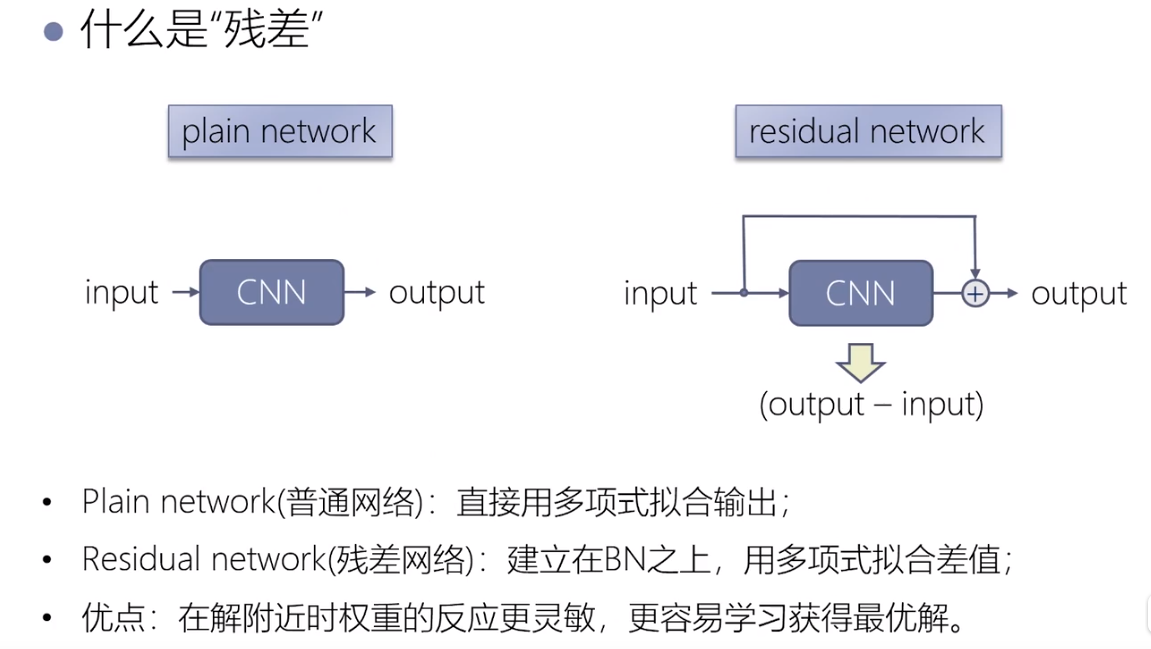 什么是“残差”
plain network
residual network
input
CNN
output
input
CNN
+
output
(output – input)
• Plain network(普通网络)：直接用多项式拟合输出；
• Residual network(残差网络)：建立在BN之上，用多项式拟合差值；
• 优点：在解附近时权重的反应更灵敏，更容易学习获得最优解。